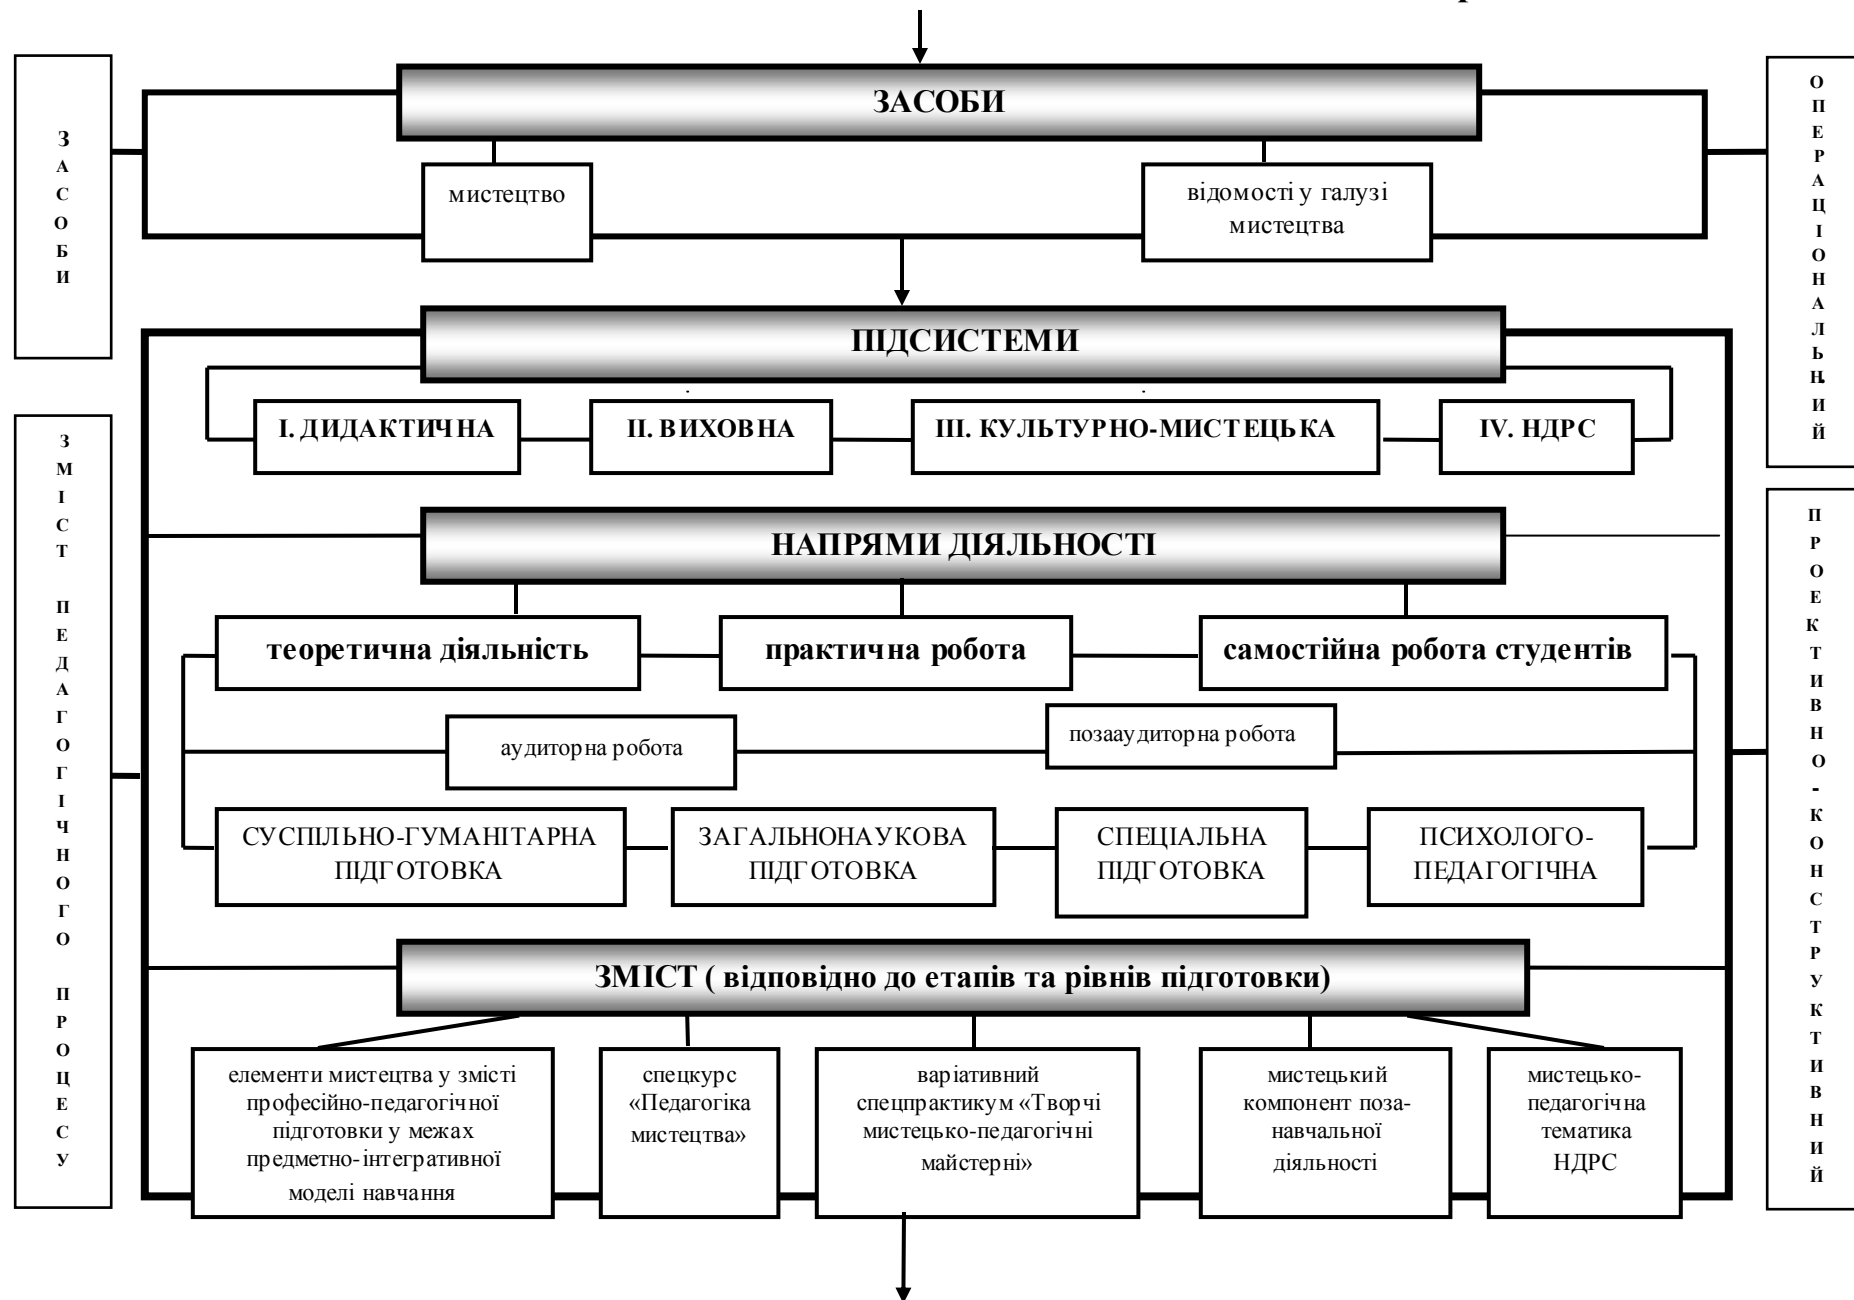 ЗАСОБИ
ОПЕРАЦІОНАЛЬНИЙ
ЗАСОБИ
мистецтво
відомості у галузі
мистецтва
ПІДСИСТЕМИ
І. ДИДАКТИЧНА
ІІ. ВИХОВНА
ІІІ. КУЛЬТУРНО-МИСТЕЦЬКА
IV. НДРС
ЗМІСТ ПЕДАГОГІЧНОГО ПРОЦЕСУ
ПРОЕКТИВНО-КОНСТРУКТИВНИЙ
НАПРЯМИ ДІЯЛЬНОСТІ
теоретична діяльність
практична робота
самостійна робота студентів
аудиторна робота
позааудиторна робота
СУСПІЛЬНО-ГУМАНІТАРНА
ПІДГОТОВКА
ЗАГАЛЬНОНАУКОВА
ПІДГОТОВКА
СПЕЦІАЛЬНА
ПІДГОТОВКА
ПСИХОЛОГО-
ПЕДАГОГІЧНА
ЗМІСТ ( відповідно до етапів та рівнів підготовки)
елементи мистецтва у змісті
професійно-педагогічної
підготовки у межах
предметно-інтегративної
моделі навчання
спецкурс
«Педагогіка
мистецтва»
варіативний
спецпрактикум «Творчі
мистецько-педагогічні
майстерні»
мистецький
компонент поза-
навчальної
діяльності
мистецько-
педагогічна
тематика
НДРС